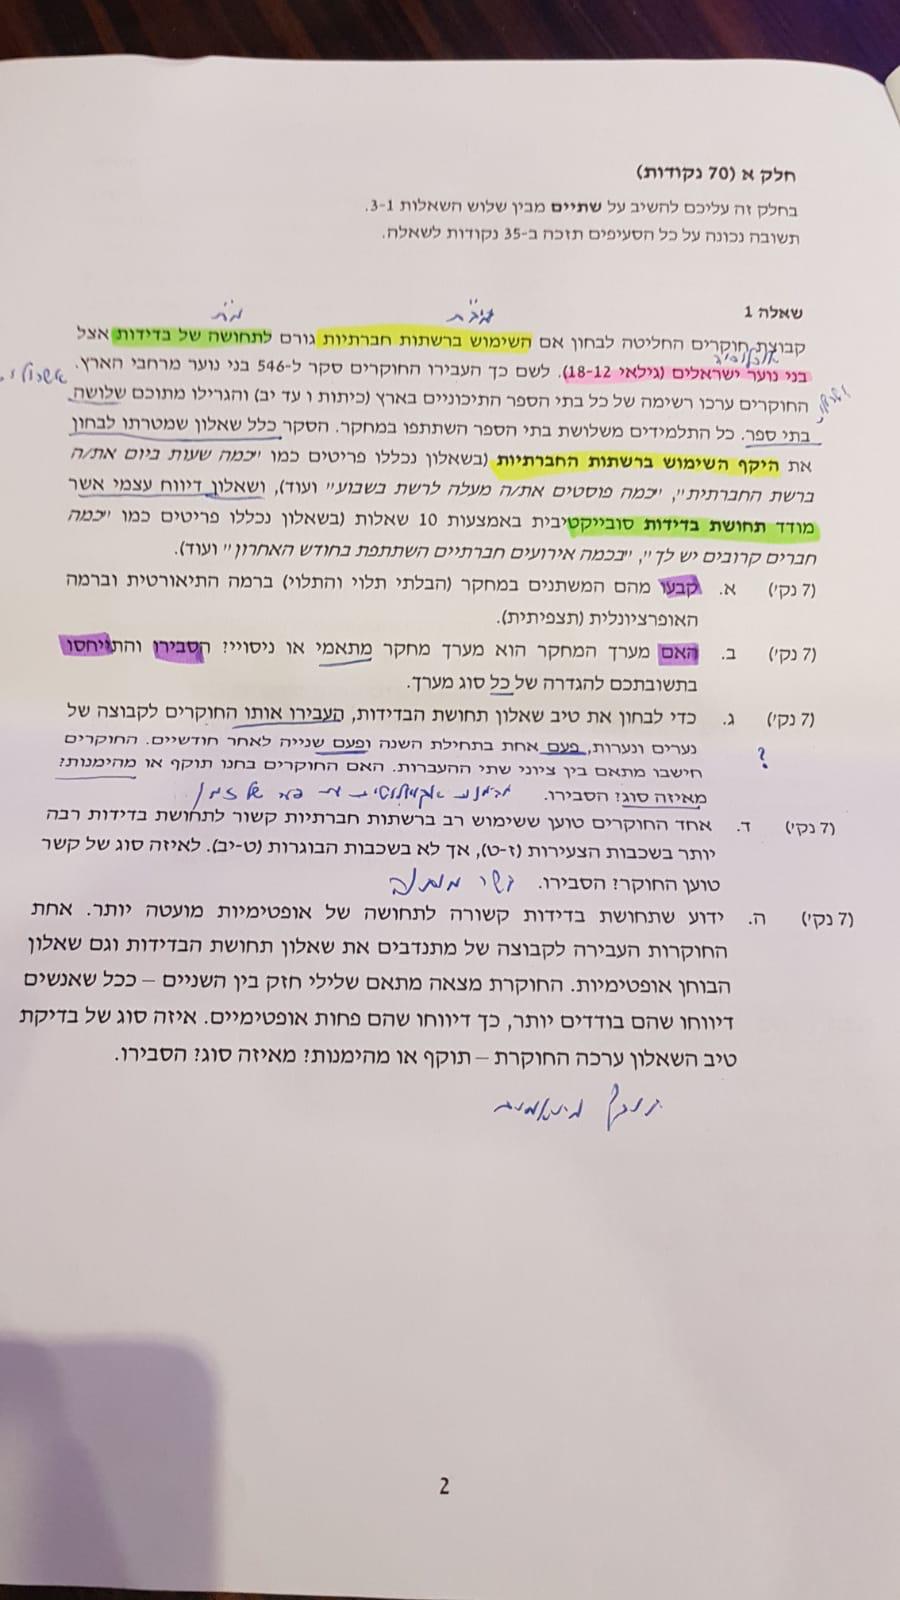 חלק א (70 נקודות)
בחלק זה עליכם להשיב על שתיים מבין שלוש השאלות 3-1.
תשובה נכונה על כל הסעיפים תזכה ב-35 נקודות לשאלה.
שאלה 1
קבוצת חוקרים החליטה לבחון אם השימוש ברשתות חברתיות גורם לתחושה של בדידות אצל
בני נוער ישראלים (גילאי 18-12). לשם כך העבירו החוקרים סקר ל-546 בני נוער מרחבי הארץ.
אשכולות
החוקרים ערכו רשימה של כל בתי הספר התיכוניים בארץ (כיתות ו עד יב) והגרילו מתוכם שלושה
בתי ספר. כל התלמידים משלושת בתי הספר השתתפו במחקר. הסקר כלל שאלון שמטרתו לבחון
את היקף השימוש ברשתות החברתיות (בשאלון נכללו פריטים כמו "כמה שעות ביום את/ה
ברשת החברתית", "כמה פוסטים את/ה מעלה לרשת בשבוע" ועוד), ושאלון דיווח עצמי אשר
מודד תחושת בדידות סובייקטיבית באמצעות 10 שאלות (בשאלון נכללו פריטים כמו "כמה
חברים קרובים יש לך", "בכמה אירועים חברתיים השתתפת בחודש האחרון" ועוד).
(7 נק') א. קבעו מהם המשתנים במחקר (הבלתי תלוי והתלוי) ברמה התיאורטית וברמה
האופרציונלית (תצפיתית).
(7 נק') ב. האם מערך המחקר הוא מערך מחקר מתאמי או ניסויי? הסבירו והתייחסו
בתשובתכם להגדרה של כל סוג מערך.
(7 נק') ג. כדי לבחון את טיב שאלון תחושת הבדידות, העבירו אותו החוקרים לקבוצה של
נערים ונערות, פעם אחת בתחילת השנה ופעם שנייה לאחר חודשיים. החוקרים
?
חישבו מתאם בין ציוני שתי ההעברות. האם החוקרים בחנו תוקף או מהימנות?
מאיזה סוג? הסבירו.
(7 נק') ד. אחד החוקרים טוען ששימוש רב ברשתות חברתיות קשור לתחושת בדידות רבה
יותר בשכבות הצעירות (ז-ט), אך לא בשכבות הבוגרות (ט-יב). לאיזה סוג של קשר
טוען החוקר? הסבירו. קשר מותנה
(7 נק') ה. ידוע שתחושת בדידות קשורה לתחושה של אופטימיות מועטה יותר. אחת
החוקרות העבירה לקבוצה של מתנדבים את שאלון תחושת הבדידות וגם שאלון
הבוחן אופטימיות. החוקרת מצאה מתאם שלילי חזק בין השניים – ככל שאנשים
דיווחו שהם בודדים יותר, כך דיווחו שהם פחות אופטימיים. איזה סוג של בדיקת
טיב השאלון ערכה החוקרת – תוקף או מהימנות? מאיזה סוג? הסבירו.
תוקף
2